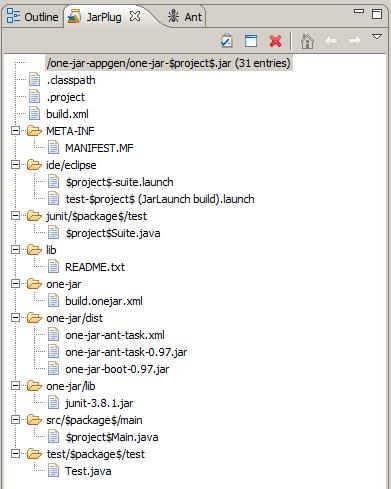 Outline JarPlug Ant
/one-jar-appgen/one-jar-$project$.jar (31 entries)
.classpath
.project
build.xml
META-INF
MANIFEST.MF
ide/eclipse
$project$-suite.launch
test-$project$ (JarLaunch build).launch
junit/$package$/test
$project$Suite.java
lib
README.txt
one-jar
build.onejar.xml
one-jar/dist
one-jar-ant-task.xml
one-jar-ant-task-0.97.jar
one-jar-boot-0.97.jar
one-jar/lib
junit-3.8.1.jar
src/$package$/main
$project$Main.java
test/$package$/test
Test.java